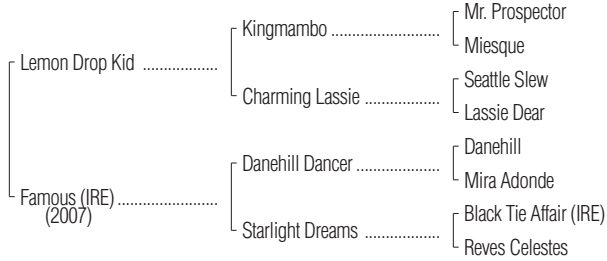 Mr. Prospector
Kingmambo ..........................
Miesque
Lemon Drop Kid ..................
Seattle Slew
Charming Lassie ..................
Lassie Dear
Danehill
Danehill Dancer ....................
Mira Adonde
Famous (IRE) ........................
(2007)
Black Tie Affair (IRE)
Starlight Dreams ..................
Reves Celestes